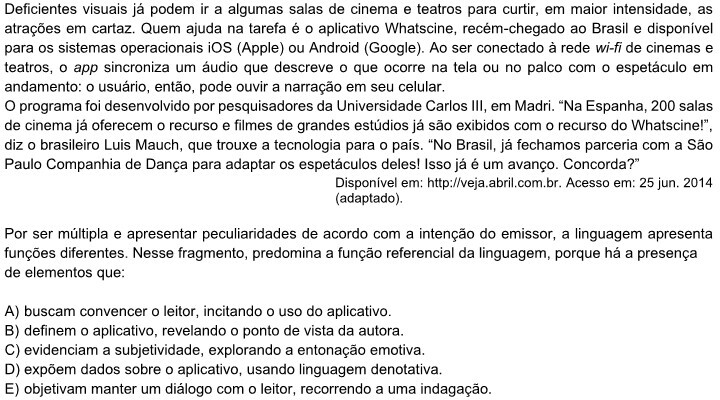 Deficientes visuais já podem ir a algumas salas de cinema e teatros para curtir, em maior intensidade, as
atrações em cartaz. Quem ajuda na tarefa é o aplicativo Whatscine, recém-chegado ao Brasil e disponível
para os sistemas operacionais iOS (Apple) ou Android (Google). Ao ser conectado à rede wi-fi de cinemas e
teatros, o app sincroniza um áudio que descreve o que ocorre na tela ou no palco com o espetáculo em
andamento: o usuário, então, pode ouvir a narração em seu celular.
O programa foi desenvolvido por pesquisadores da Universidade Carlos III, em Madri. “Na Espanha, 200 salas
de cinema já oferecem o recurso e filmes de grandes estúdios já são exibidos com o recurso do Whatscine!”,
diz o brasileiro Luis Mauch, que trouxe a tecnologia para o país. “No Brasil, já fechamos parceria com a São
Paulo Companhia de Dança para adaptar os espetáculos deles! Isso já é um avanço. Concorda?”
Disponível em: http://veja.abril.com.br. Acesso em: 25 jun. 2014
(adaptado).
Por ser múltipla e apresentar peculiaridades de acordo com a intenção do emissor, a linguagem apresenta
funções diferentes. Nesse fragmento, predomina a função referencial da linguagem, porque há a presença
de elementos que:
A) buscam convencer o leitor, incitando o uso do aplicativo.
B) definem o aplicativo, revelando o ponto de vista da autora.
C) evidenciam a subjetividade, explorando a entonação emotiva.
D) expõem dados sobre o aplicativo, usando linguagem denotativa.
E) objetivam manter um diálogo com o leitor, recorrendo a uma indagação.